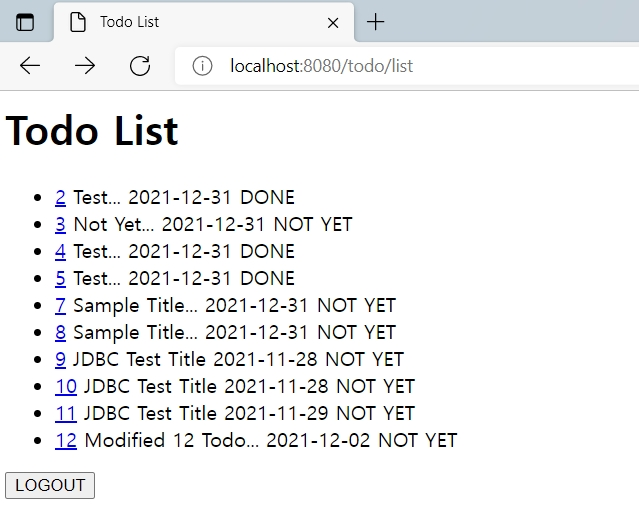 Todo List
localhost:8080/todo/list
Todo List
2 Test... 2021-12-31 DONE
3 Not Yet... 2021-12-31 NOT YET
4 Test... 2021-12-31 DONE
5 Test... 2021-12-31 DONE
7 Sample Title... 2021-12-31 NOT YET
8 Sample Title... 2021-12-31 NOT YET
9 JDBC Test Title 2021-11-28 NOT YET
10 JDBC Test Title 2021-11-28 NOT YET
11 JDBC Test Title 2021-11-29 NOT YET
12 Modified 12 Todo... 2021-12-02 NOT YET
LOGOUT